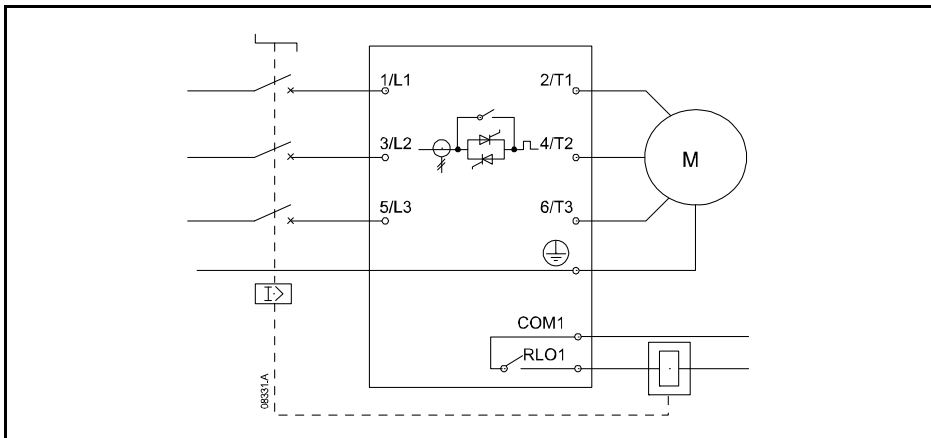 1/L1
2/T1
3/L2
4/T2
M
5/L3
6/T3
I>
COM1
RLO1
08331.A